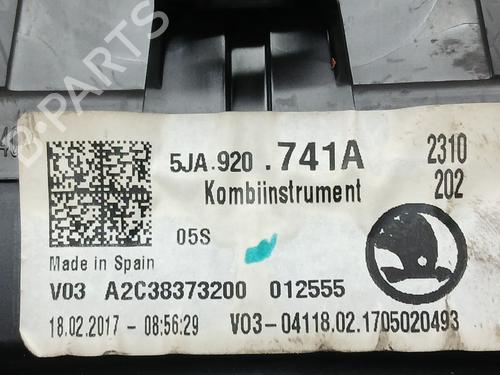 5JA.920 .741A 2310
Kombiinstrument 202
05S
Made in Spain
V03 A2C38373200 012555
18.02.2017 - 08:56:29 V03-04118.02.1705020493